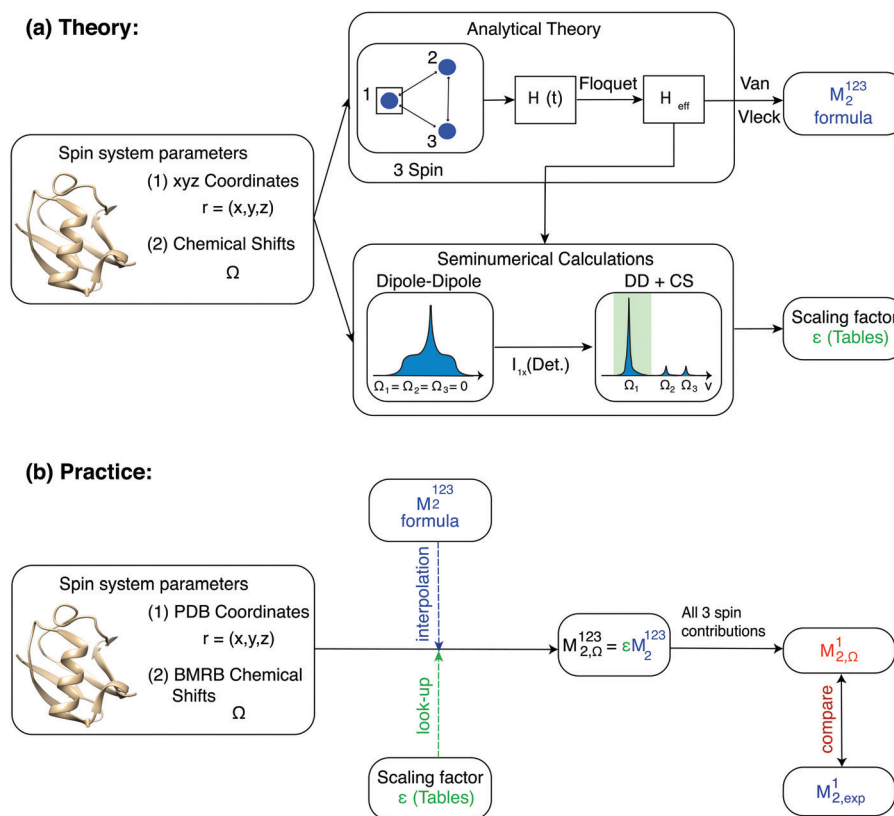 (a) Theory:
Analytical Theory
1
2
3
3 Spin
H (t)
Floquet
H eff
Van
Vleck
M₂¹²³
formula
Spin system parameters
(1) xyz Coordinates
r = (x,y,z)
(2) Chemical Shifts
Ω
Seminumerical Calculations
Dipole-Dipole
Ω₁ = Ω₂ = Ω₃ = 0
I₁ₓ(Det.)
DD + CS
Ω₁ Ω₂ Ω₃ v
Scaling factor
ε (Tables)
(b) Practice:
M₂¹²³
formula
interpolation
Spin system parameters
(1) PDB Coordinates
r = (x,y,z)
(2) BMRB Chemical
Shifts
Ω
look-up
Scaling factor
ε (Tables)
M₂,Ω¹²³ = εM₂¹²³
All 3 spin
contributions
M₂,Ω¹
compare
M₂,exp¹